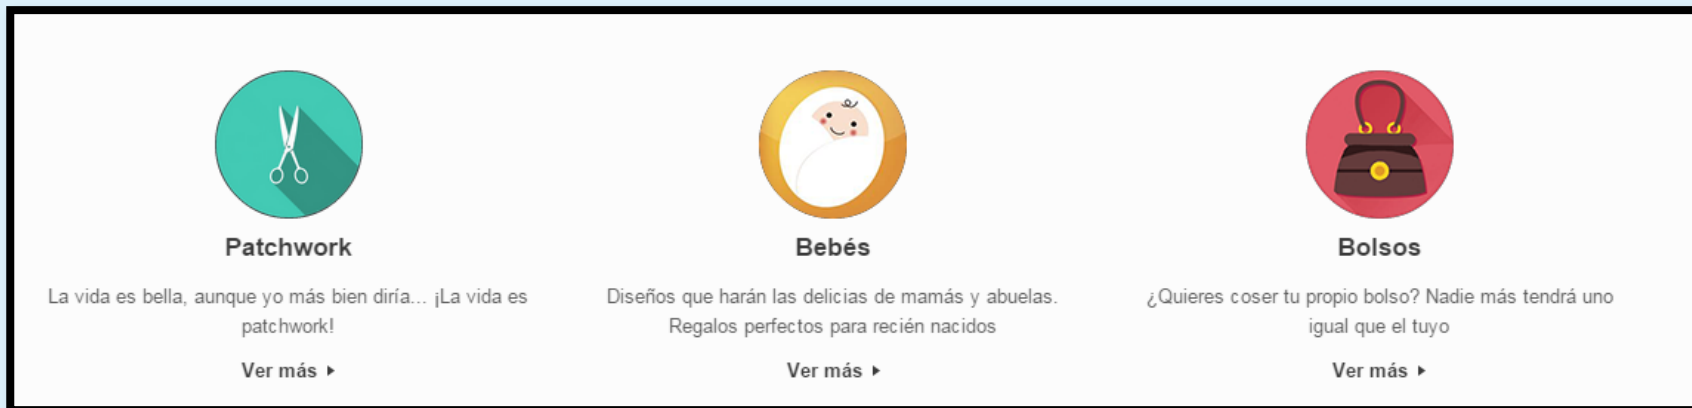 Patchwork
La vida es bella, aunque yo más bien diría... ¡La vida es
patchwork!
Ver más
Bebés
Diseños que harán las delicias de mamás y abuelas.
Regalos perfectos para recién nacidos
Ver más
Bolsos
¿Quieres coser tu propio bolso? Nadie más tendrá uno
igual que el tuyo
Ver más